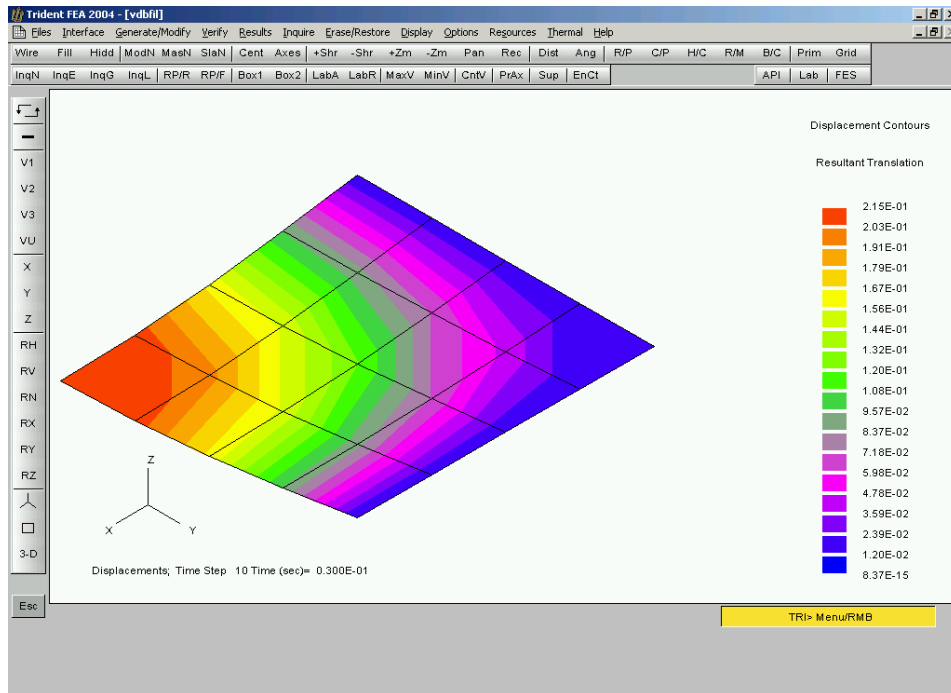 Trident FEA 2004 - [vdbfil]
Files Interface Generate/Modify Verify Results Inquire Erase/Restore Display Options Resources Thermal Help
Wire Fill Hidd ModN MasN SlaN Cent Axes +Shr -Shr +Zm -Zm Pan Rec Dist Ang R/P C/P H/C R/M B/C Prim Grid
InqN InqE InqG InqL RP/R RP/F Box1 Box2 LabA LabR MaxV MinV CntV PrAx Sup EnCt API Lab FES
V1
V2
V3
VU
X
Y
Z
RH
RV
RN
RX
RY
RZ
3-D
Esc
Displacement Contours
Resultant Translation
2.15E-01
2.03E-01
1.91E-01
1.79E-01
1.67E-01
1.56E-01
1.44E-01
1.32E-01
1.20E-01
1.08E-01
9.57E-02
8.37E-02
7.18E-02
5.98E-02
4.78E-02
3.59E-02
2.39E-02
1.20E-02
8.37E-15
Z
X Y
Displacements; Time Step 10 Time (sec)= 0.300E-01
TRI> Menu/RMB